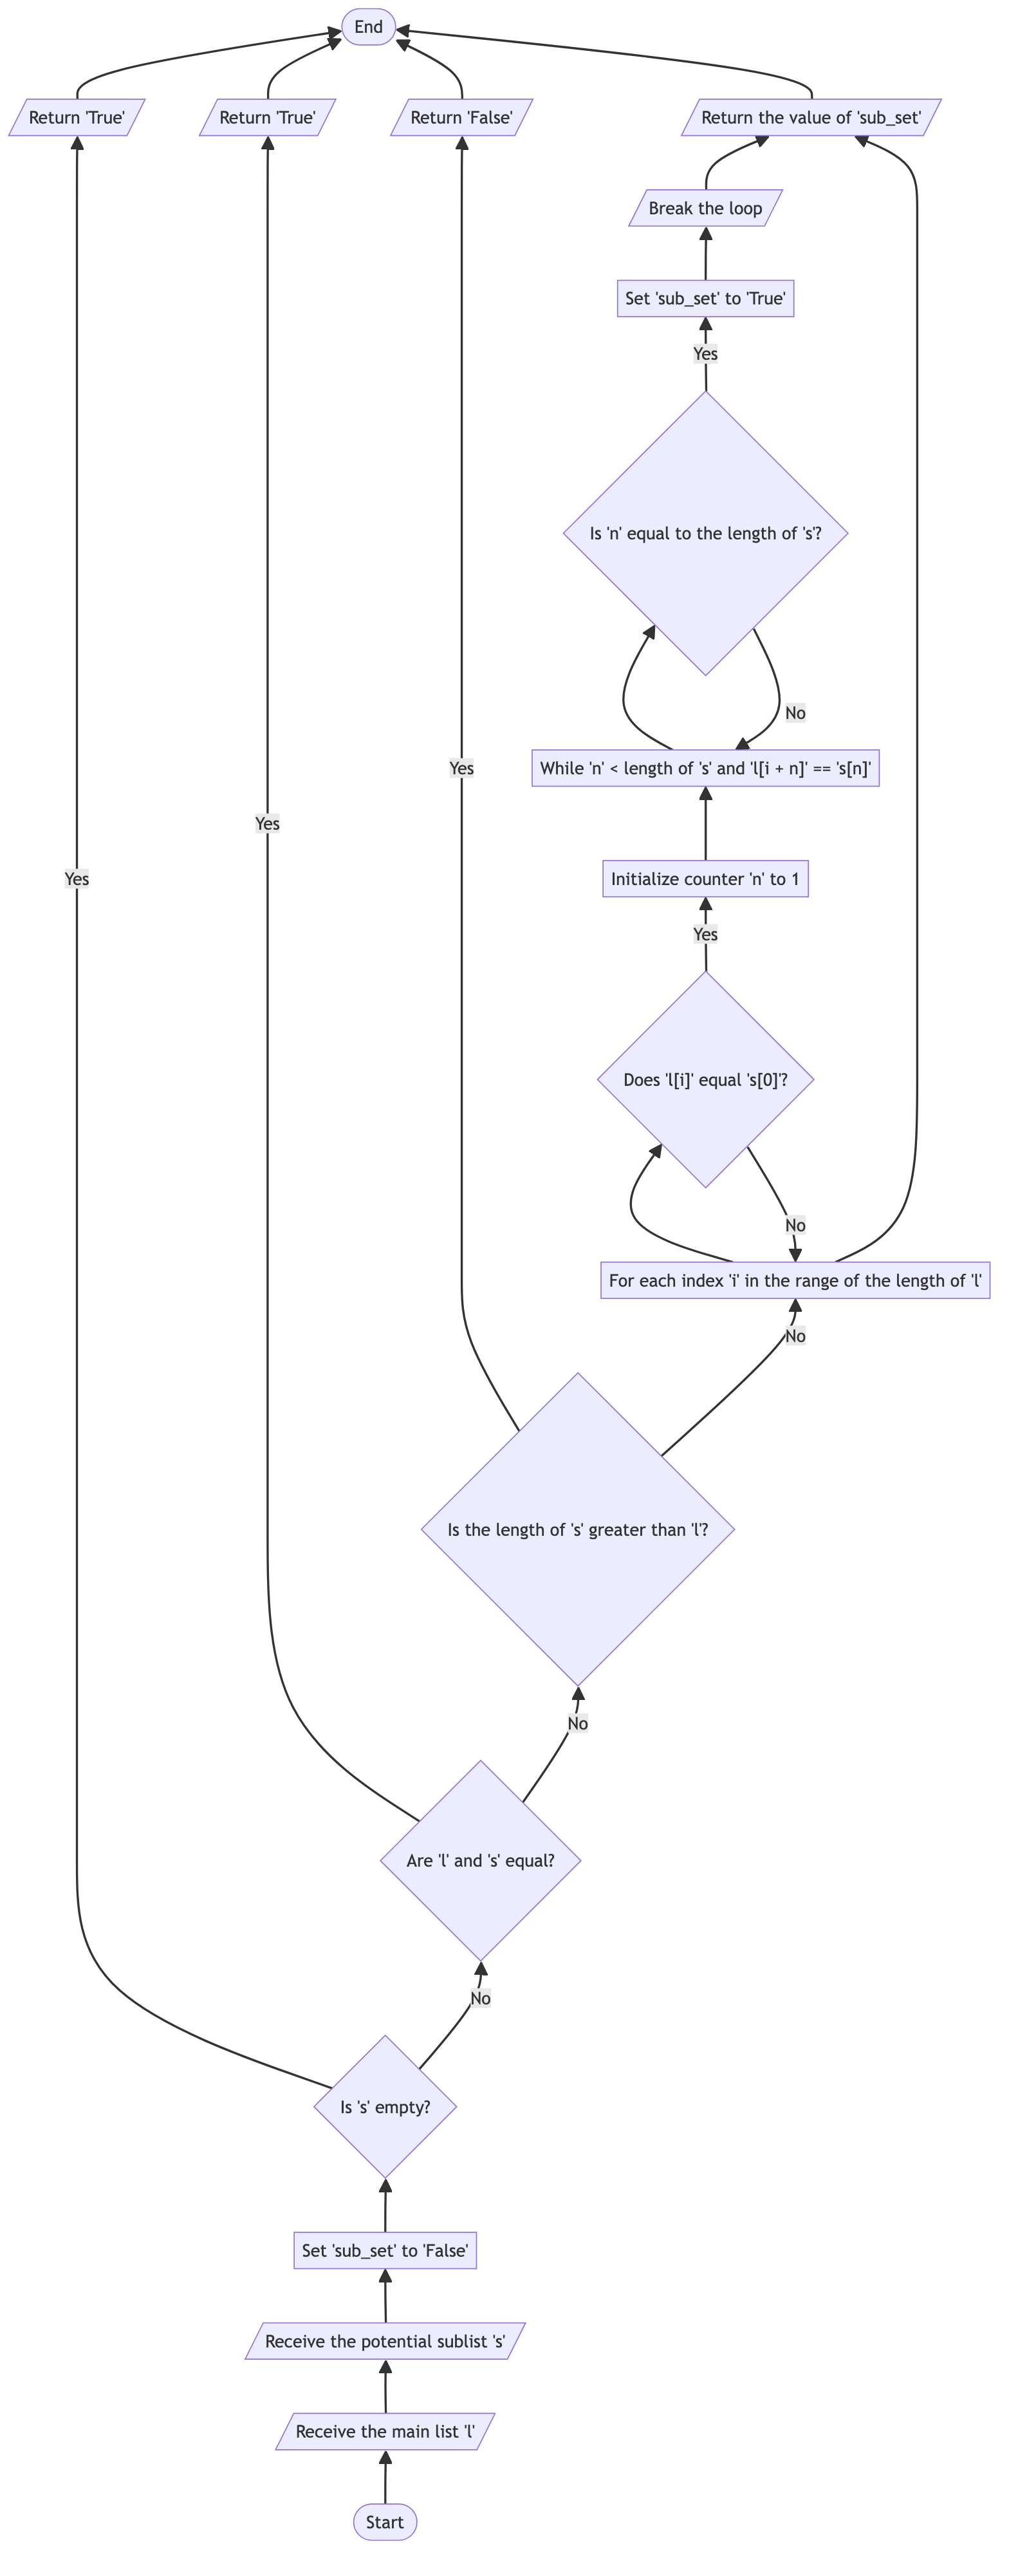 End
Return 'True'
Return 'True'
Return 'False'
Return the value of 'sub_set'
Break the loop
Set 'sub_set' to 'True'
Yes
Is 'n' equal to the length of 's'?
No
While 'n' < length of 's' and 'l[i + n]' == 's[n]'
Yes
Yes
Yes
Initialize counter 'n' to 1
Yes
Does 'l[i]' equal 's[0]'?
No
For each index 'i' in the range of the length of 'l'
No
Is the length of 's' greater than 'l'?
No
Are 'l' and 's' equal?
No
Is 's' empty?
Set 'sub_set' to 'False'
Receive the potential sublist 's'
Receive the main list 'l'
Start